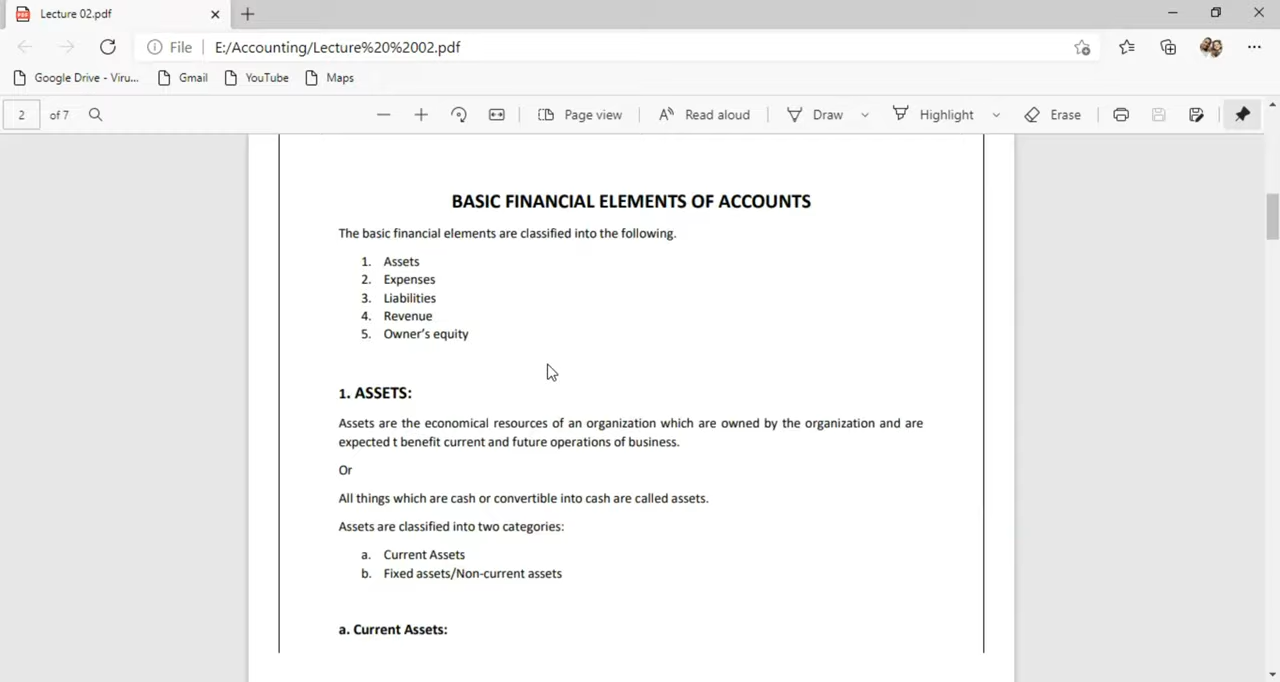 Lecture 02.pdf
File E:/Accounting/Lecture%20%2002.pdf
Google Drive - Viru... Gmail YouTube Maps
2 of 7 Page view Read aloud Draw Highlight Erase
BASIC FINANCIAL ELEMENTS OF ACCOUNTS
The basic financial elements are classified into the following.
1. Assets
2. Expenses
3. Liabilities
4. Revenue
5. Owner's equity
1. ASSETS:
Assets are the economical resources of an organization which are owned by the organization and are
expected t benefit current and future operations of business.
Or
All things which are cash or convertible into cash are called assets.
Assets are classified into two categories:
a. Current Assets
b. Fixed assets/Non-current assets
a. Current Assets: